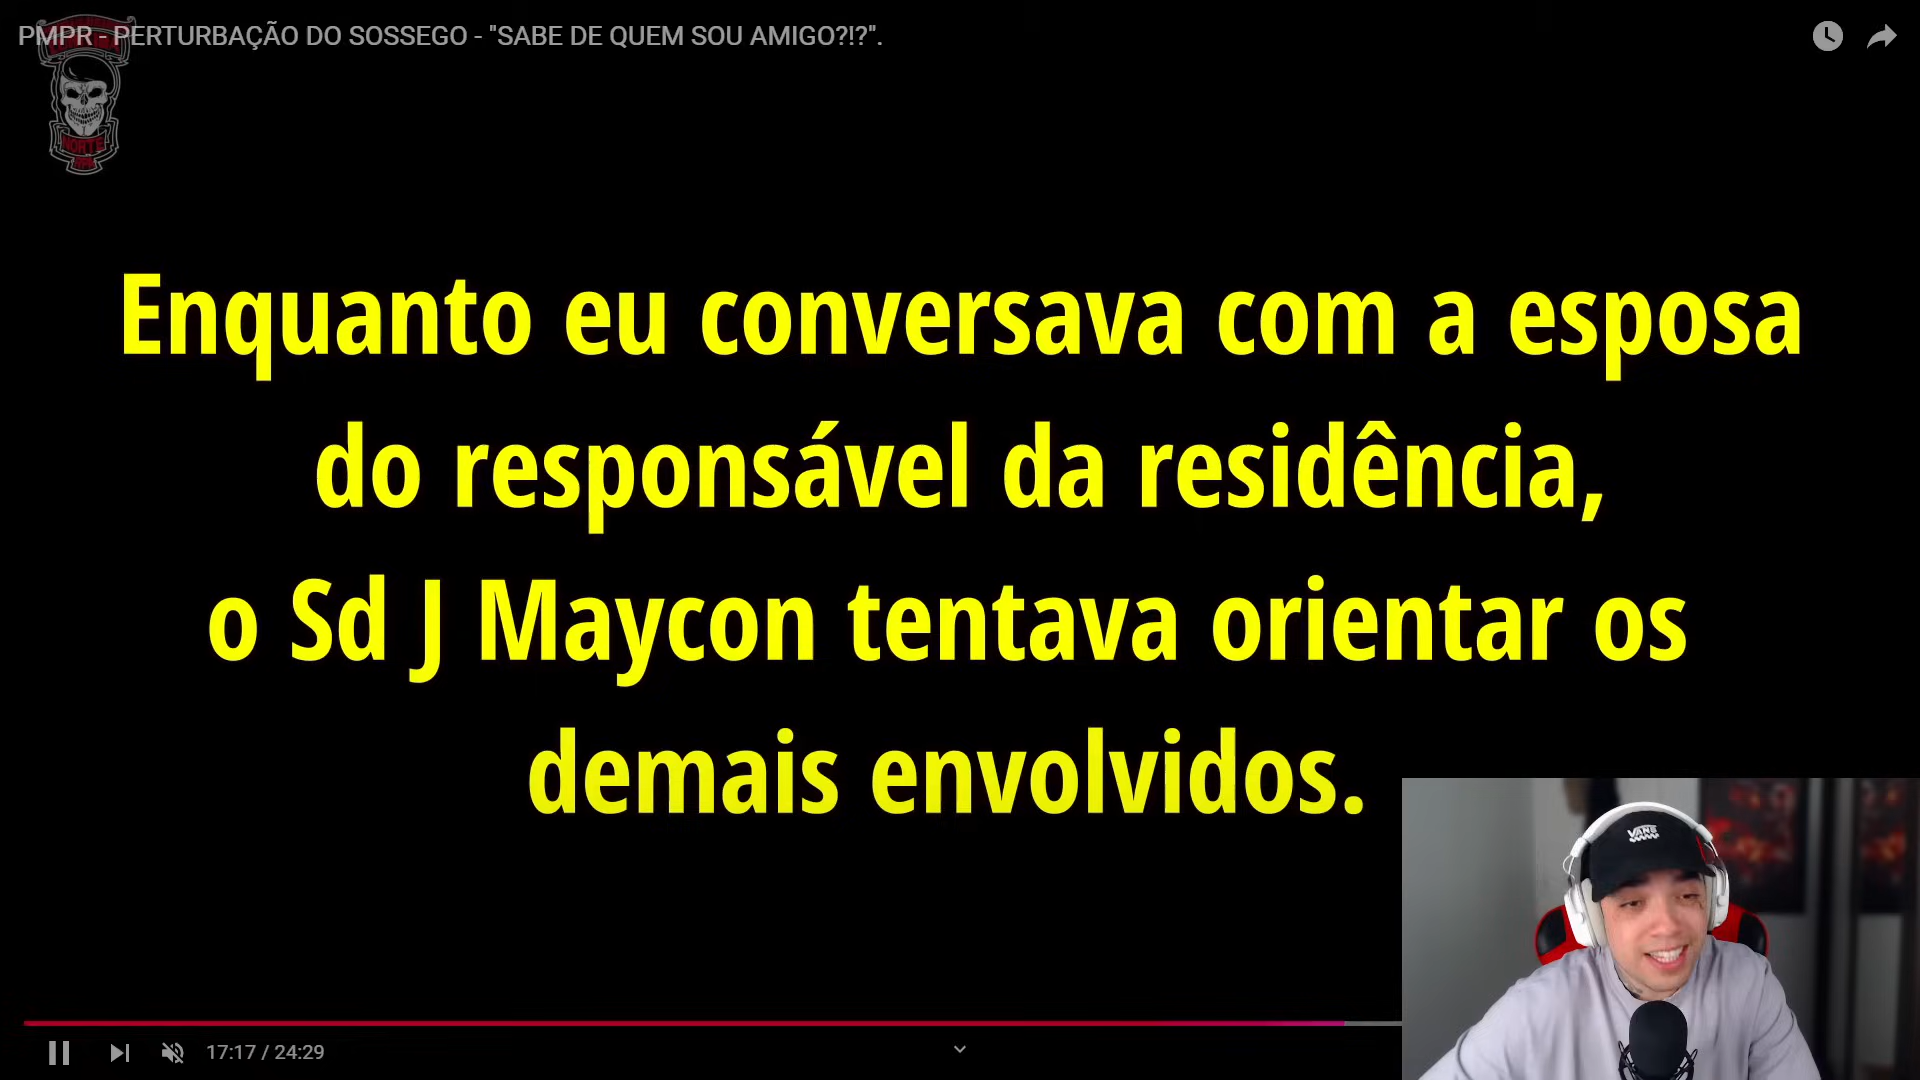 PMPR - PERTURBAÇÃO DO SOSSEGO - "SABE DE QUEM SOU AMIGO?!?".
NORTE
Enquanto eu conversava com a esposa
do responsável da residência,
o Sd J Maycon tentava orientar os
demais envolvidos.
VANS
17:17 / 24:29